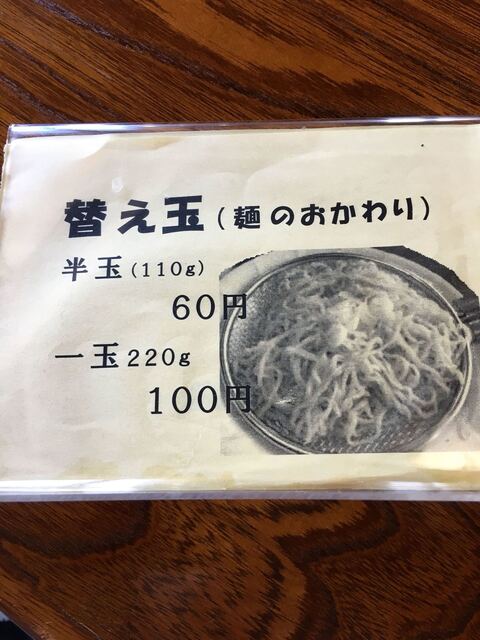 替え玉(麺のおかわり)
半玉(110g)
60円
一玉220g
100円